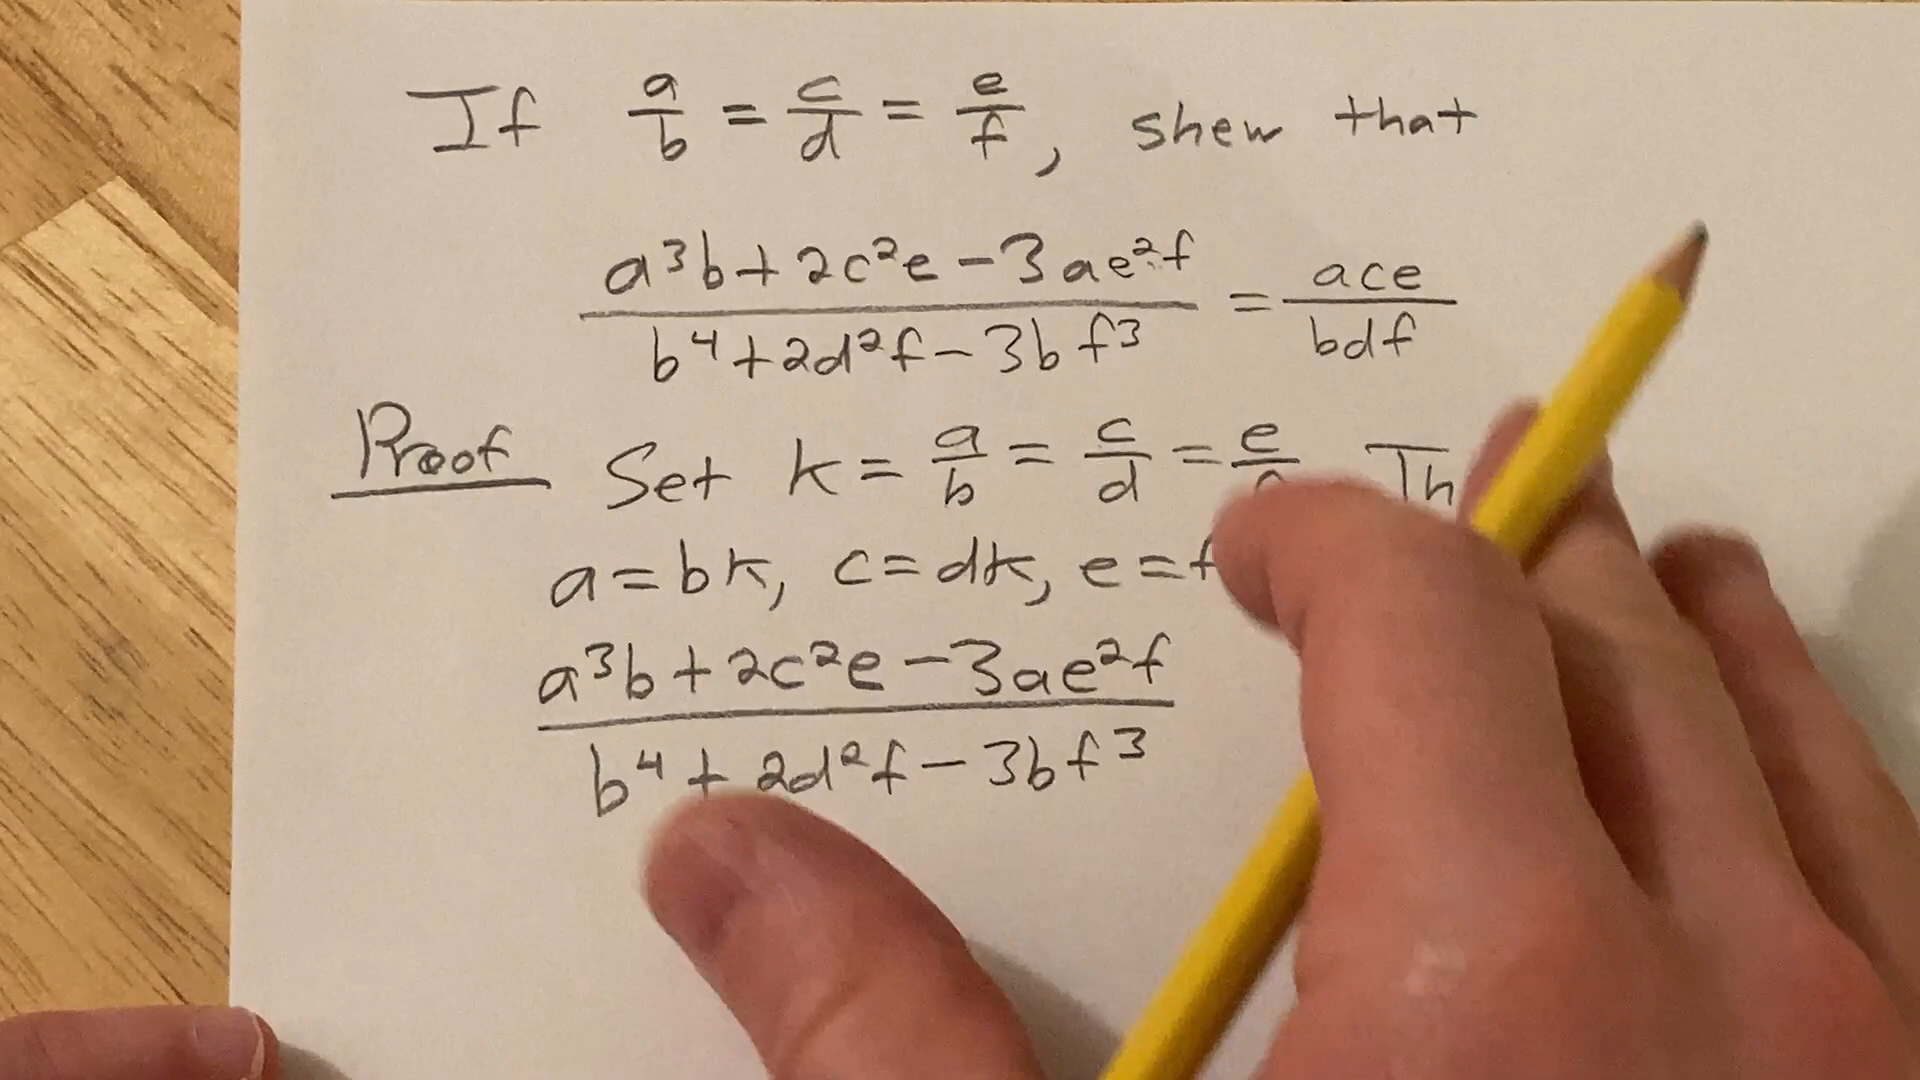 If a/b = c/d = e/f, shew that
(a³b+2c²e-3ae²f)/(b⁴+2d²f-3bf³) = ace/bdf
Proof Set k = a/b = c/d = e/ Th
a=bk, c=dk, e=f
(a³b+2c²e-3ae²f)/(b⁴+2d²f-3bf³)